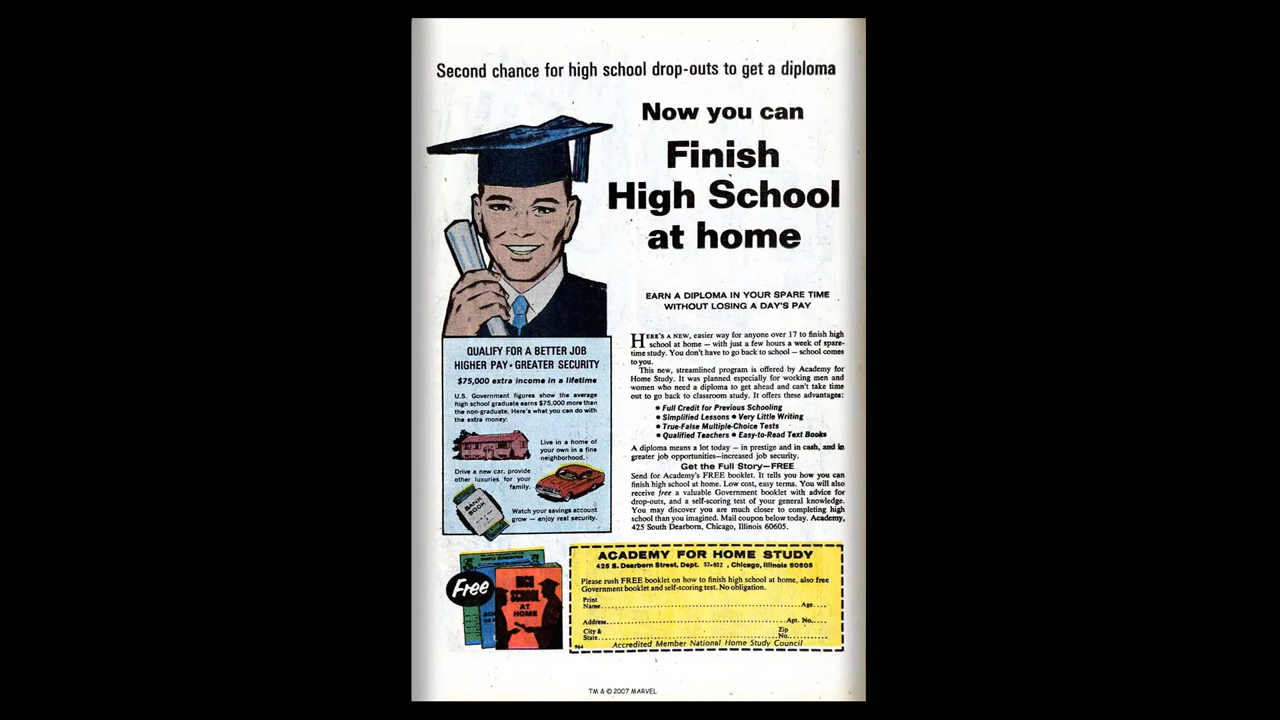 Second chance for high school drop-outs to get a diploma
Now you can
Finish
High School
at home
EARN A DIPLOMA IN YOUR SPARE TIME
WITHOUT LOSING A DAY'S PAY
HERE'S A NEW, easier way for anyone over 17 to finish high
school at home — with just a few hours a week of spare-
time study. You don't have to go back to school — school comes
to you.
This new, streamlined program is offered by Academy for
Home Study. It was planned especially for working men and
women who need a diploma to get ahead and can't take time
out to go back to classroom study. It offers these advantages:
• Full Credit for Previous Schooling
• Simplified Lessons • Very Little Writing
• True-False Multiple-Choice Tests
• Qualified Teachers • Easy-to-Read Text Books
A diploma means a lot today — in prestige and in cash, and in
greater job opportunities—increased job security.
Get the Full Story—FREE
Send for Academy's FREE booklet. It tells you how you can
finish high school at home. Low cost, easy terms. You will also
receive free a valuable Government booklet with advice for
drop-outs, and a self-scoring test of your general knowledge.
You may discover you are much closer to completing high
school than you imagined. Mail coupon below today. Academy,
425 South Dearborn, Chicago, Illinois 60605.
QUALIFY FOR A BETTER JOB
HIGHER PAY • GREATER SECURITY
$75,000 extra income in a lifetime
U.S. Government figures show the average
high school graduate earns $75,000 more than
the non-graduate. Here's what you can do with
the extra money:
Live in a home of
your own in a fine
neighborhood.
Drive a new car, provide
other luxuries for your
family.
BANK
BOOK
Watch your savings account
grow — enjoy real security.
Free
HIGH
SCHOOL
AT
HOME
ACADEMY FOR HOME STUDY
425 S. Dearborn Street, Dept. 52-602 , Chicago, Illinois 60605
Please rush FREE booklet on how to finish high school at home, also free
Government booklet and self-scoring test. No obligation.
Print
Name Age
Address Apt. No.
City & Zip
State No.
964 Accredited Member National Home Study Council
TM & © 2007 MARVEL